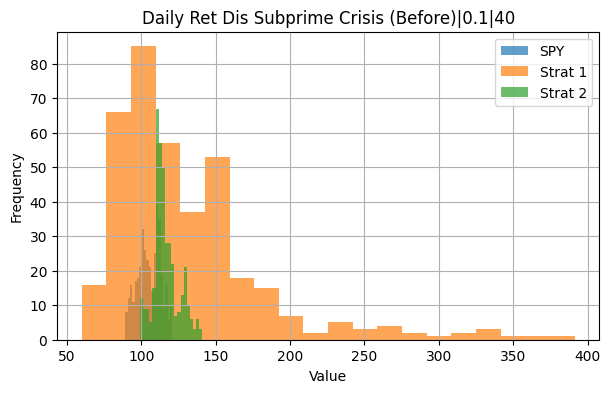 Daily Ret Dis Subprime Crisis (Before)|0.1|40
SPY
Strat 1
Strat 2
Frequency
80
70
60
50
40
30
20
10
0
50 100 150 200 250 300 350 400
Value